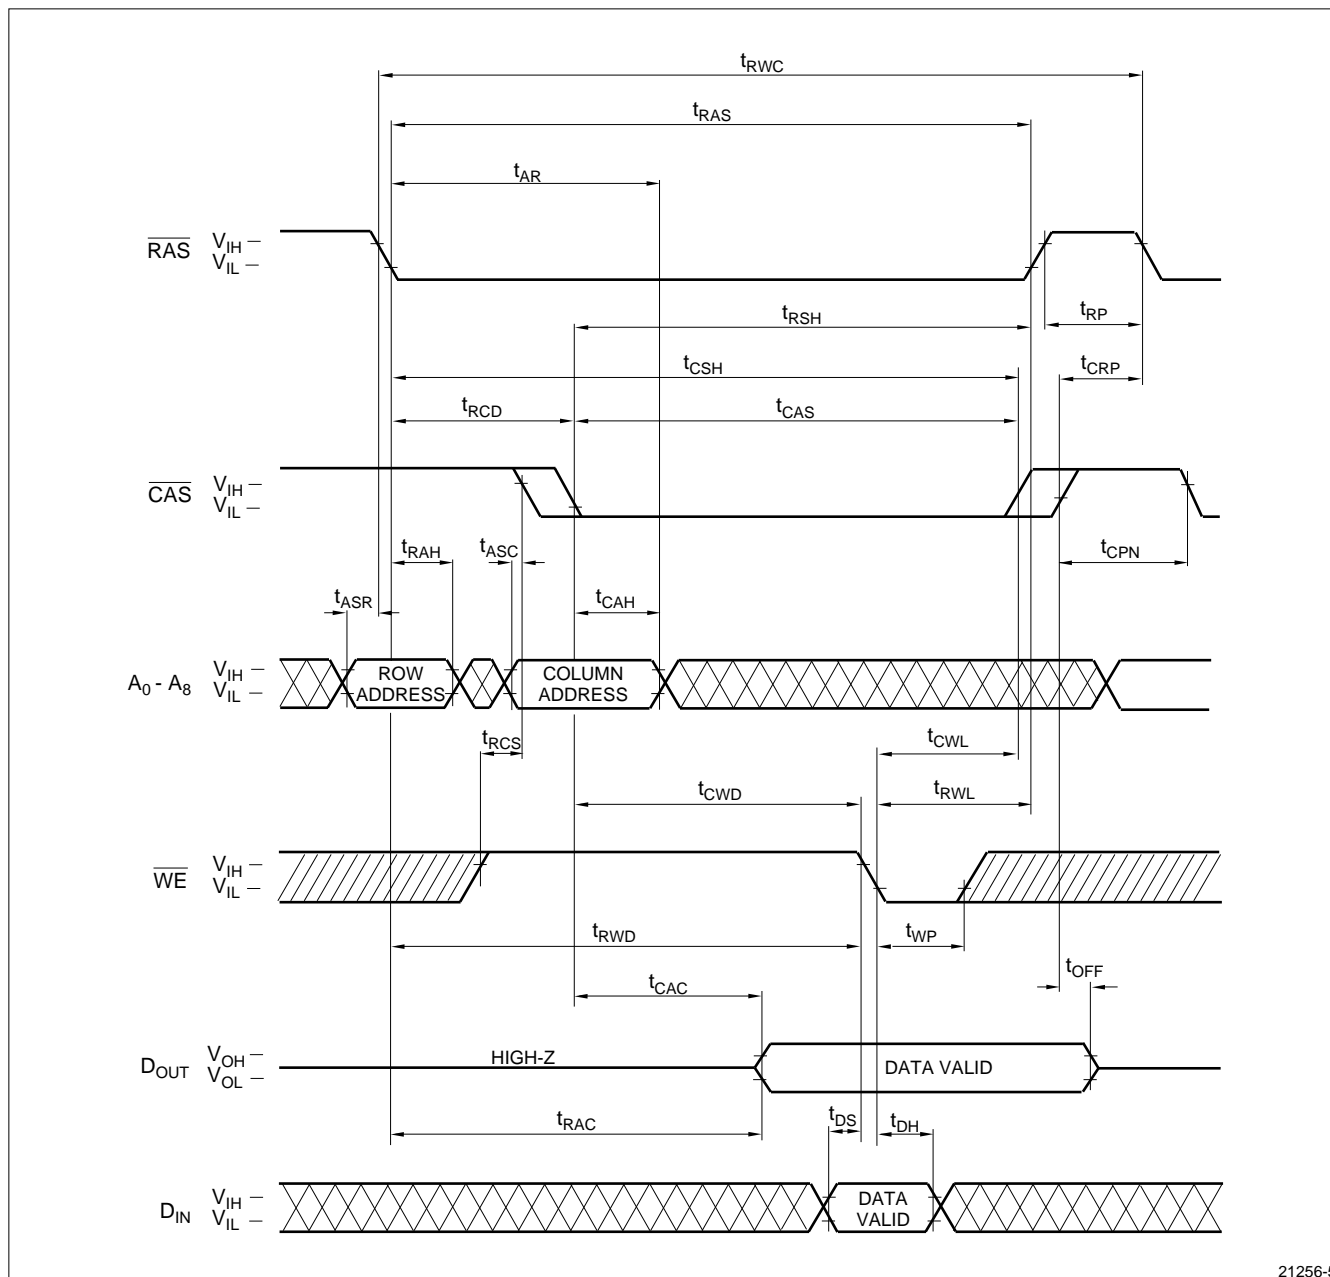 tRWC
tRAS
tAR
RAS VIH
VIL
tRSH
tRP
tCSH
tCRP
tRCD
tCAS
CAS VIH
VIL
tRAH
tASC
tCPN
tASR
tCAH
A0 - A8 VIH
VIL
ROW
ADDRESS
COLUMN
ADDRESS
tRCS
tCWL
tCWD
tRWL
WE VIH
VIL
tRWD
tWP
tOFF
tCAC
DOUT VOH
VOL
HIGH-Z
DATA VALID
tRAC
tDS
tDH
DIN VIH
VIL
DATA
VALID